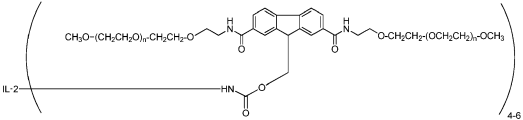 CH₃O-(CH₂CH₂O)n-CH₂CH₂-O H N O O N H O-CH₂CH₂-(OCH₂CH₂)n-OCH₃
IL-2 HN O O
4-6